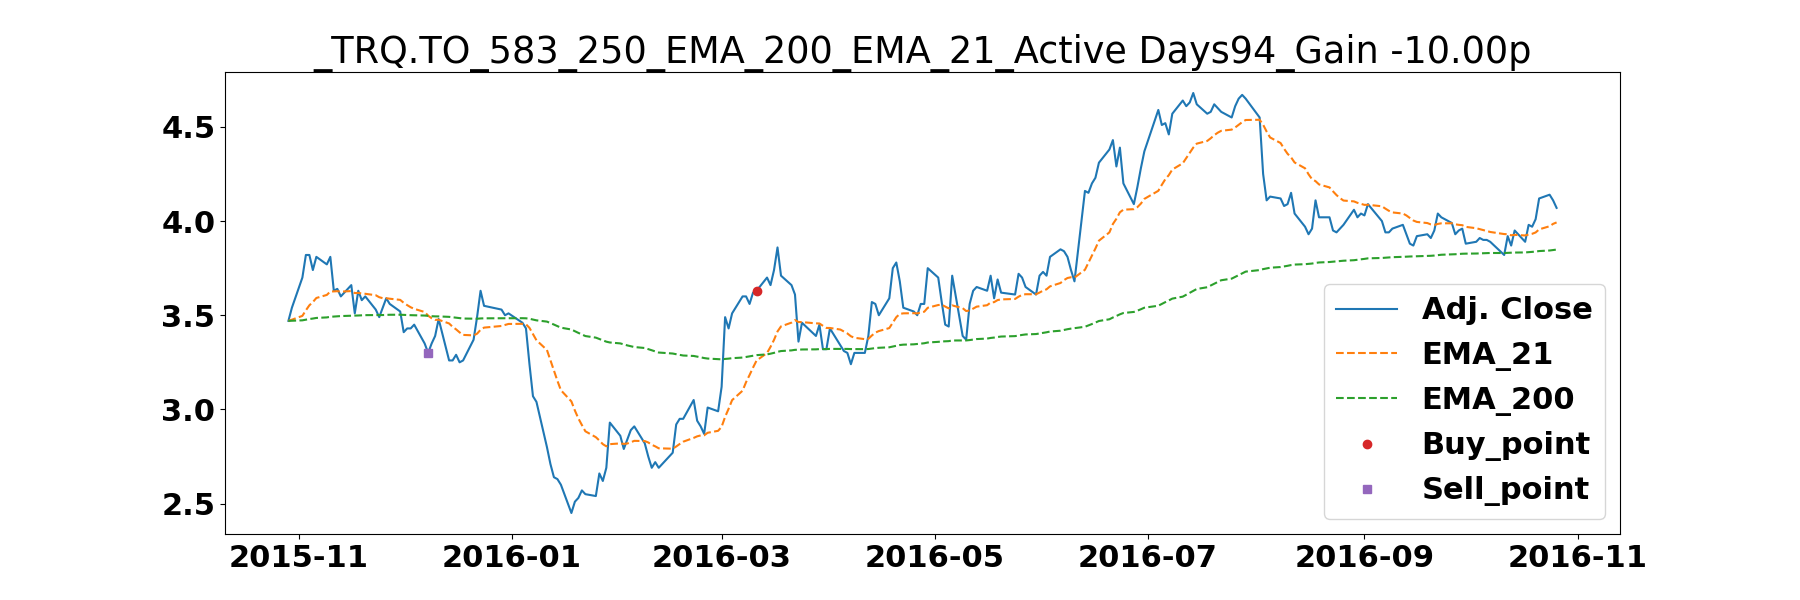 _TRQ.TO_583_250_EMA_200_EMA_21_Active Days94_Gain -10.00p
4.5
4.0
3.5
3.0
2.5
2015-11 2016-01 2016-03 2016-05 2016-07 2016-09 2016-11
Adj. Close
EMA_21
EMA_200
Buy_point
Sell_point